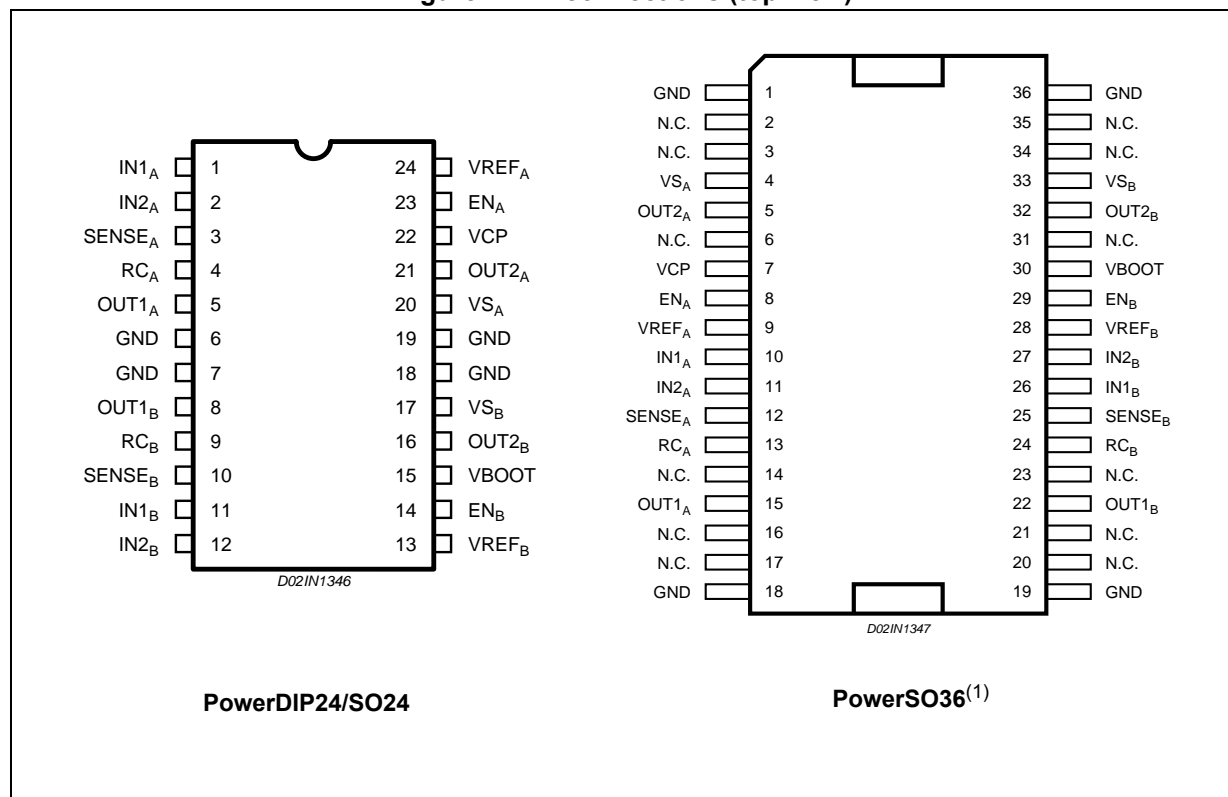 IN1A 1 24 VREFA
IN2A 2 23 ENA
SENSEA 3 22 VCP
RCA 4 21 OUT2A
OUT1A 5 20 VSA
GND 6 19 GND
GND 7 18 GND
OUT1B 8 17 VSB
RCB 9 16 OUT2B
SENSEB 10 15 VBOOT
IN1B 11 14 ENB
IN2B 12 13 VREFB
D02IN1346
PowerDIP24/SO24
GND 1 36 GND
N.C. 2 35 N.C.
N.C. 3 34 N.C.
VSA 4 33 VSB
OUT2A 5 32 OUT2B
N.C. 6 31 N.C.
VCP 7 30 VBOOT
ENA 8 29 ENB
VREFA 9 28 VREFB
IN1A 10 27 IN2B
IN2A 11 26 IN1B
SENSEA 12 25 SENSEB
RCA 13 24 RCB
N.C. 14 23 N.C.
OUT1A 15 22 OUT1B
N.C. 16 21 N.C.
N.C. 17 20 N.C.
GND 18 19 GND
D02IN1347
PowerSO36(1)